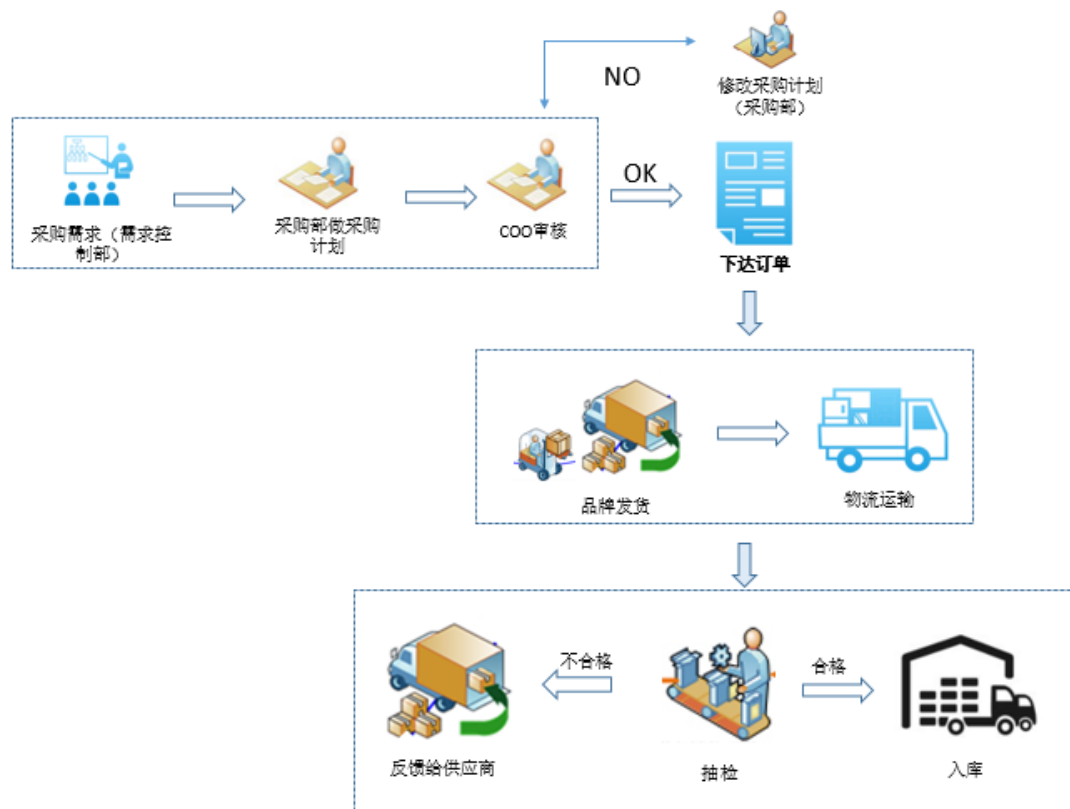 NO
修改采购计划
（采购部）
采购需求（需求控
制部）
采购部做采购
计划
COO审核
OK
下达订单
品牌发货
物流运输
不合格
合格
反馈给供应商
抽检
入库